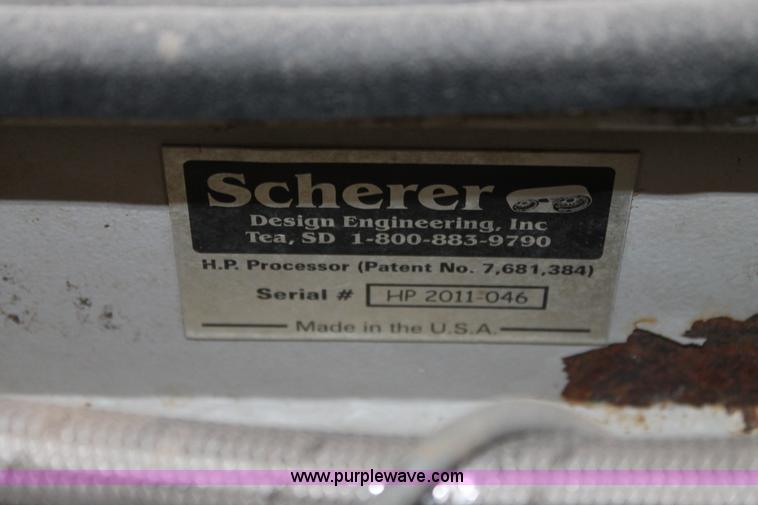 Scherer
Design Engineering, Inc
Tea, SD 1-800-883-9790
H.P. Processor (Patent No. 7,681,384)
Serial # HP 2011-046
Made in the U.S.A.
www.purplewave.com